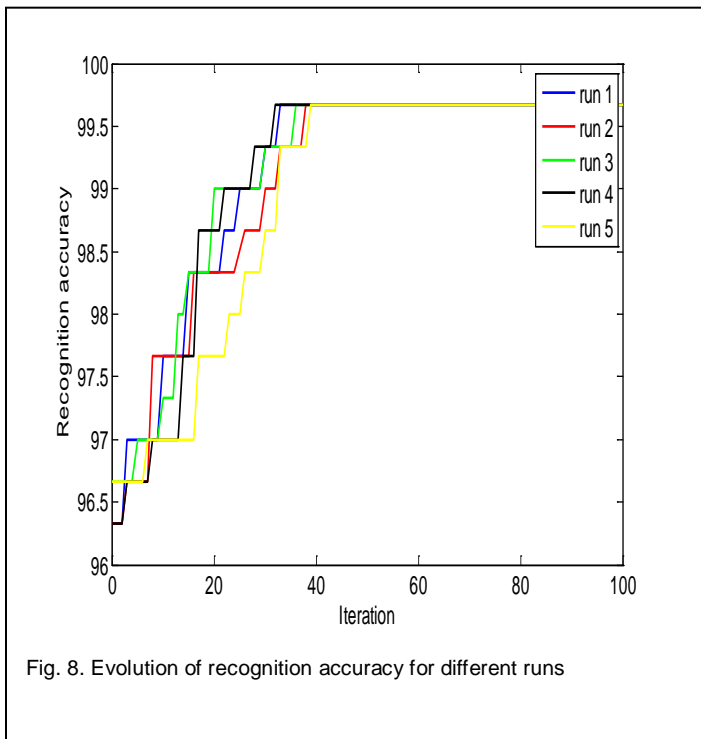 100
99.5
99
98.5
98
97.5
97
96.5
96
Recognition accuracy
run 1
run 2
run 3
run 4
run 5
0
20
40
60
80
100
Iteration
Fig. 8. Evolution of recognition accuracy for different runs